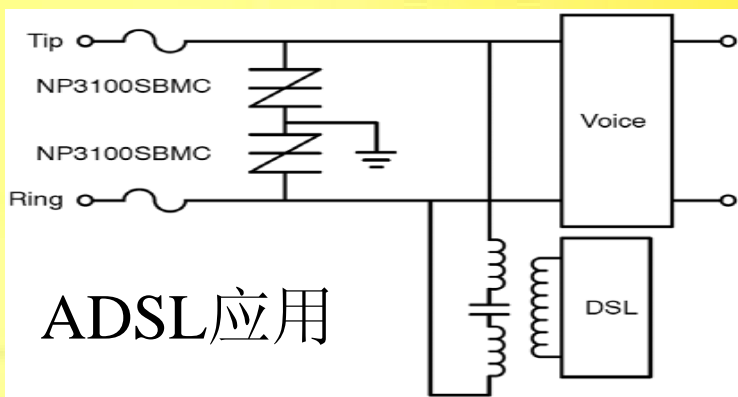 Tip
NP3100SBMC
NP3100SBMC
Voice
Ring
DSL
ADSL应用